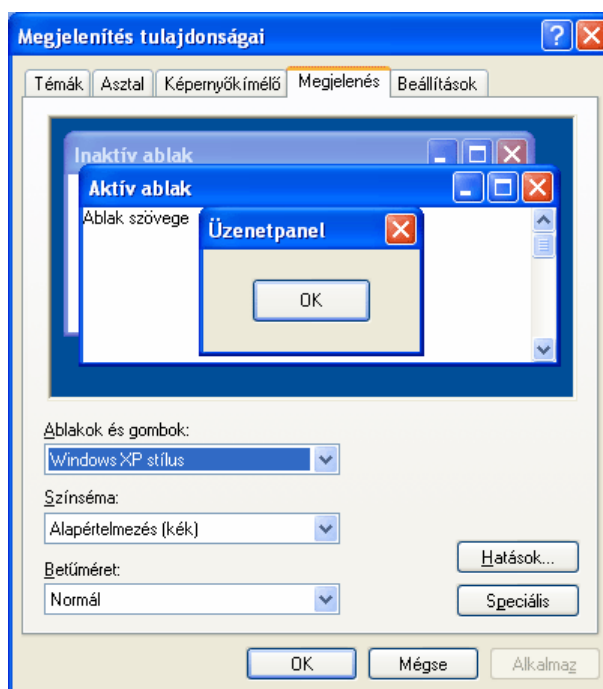 Megjelenítés tulajdonságai
Témák Asztal Képernyőkímélő Megjelenés Beállítások
Inaktív ablak
Aktív ablak
Ablak szövege
Üzenetpanel
OK
Ablakok és gombok:
Windows XP stílus
Színséma:
Alapértelmezés (kék)
Hatások...
Betűméret:
Normál
Speciális
OK Mégse Alkalmaz